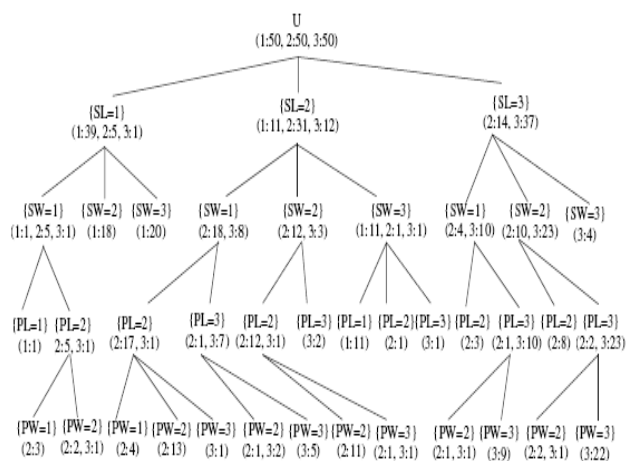 U
(1:50, 2:50, 3:50)
{SL=1} {SL=2} {SL=3}
(1:39, 2:5, 3:1) (1:11, 2:31, 3:12) (2:14, 3:37)
{SW=1} {SW=2} {SW=3} {SW=1} {SW=2} {SW=3} {SW=1} {SW=2} {SW=3}
(1:1, 2:5, 3:1) (1:18) (1:20) (2:18, 3:8) (2:12, 3:3) (1:11, 2:1, 3:1) (2:4, 3:10) (2:10, 3:23) (3:4)
{PL=1} {PL=2} {PL=2} {PL=3} {PL=2} {PL=3} {PL=1} {PL=2} {PL=3} {PL=2} {PL=3} {PL=2} {PL=3}
(1:1) 2:5, 3:1) (2:17, 3:1) (2:1, 3:7) (2:12, 3:1) (3:2) (1:11) (2:1) (3:1) (2:3) (2:1, 3:10) (2:8) (2:2, 3:23)
{PW=1} {PW=2} {PW=1} {PW=2} {PW=3} {PW=2} {PW=3} {PW=2} {PW=3} {PW=2} {PW=3} {PW=2} {PW=3}
(2:3) (2:2, 3:1) (2:4) (2:13) (3:1) (2:1, 3:2) (3:5) (2:11) (2:1, 3:1) (2:1, 3:1) (3:9) (2:2, 3:1) (3:22)